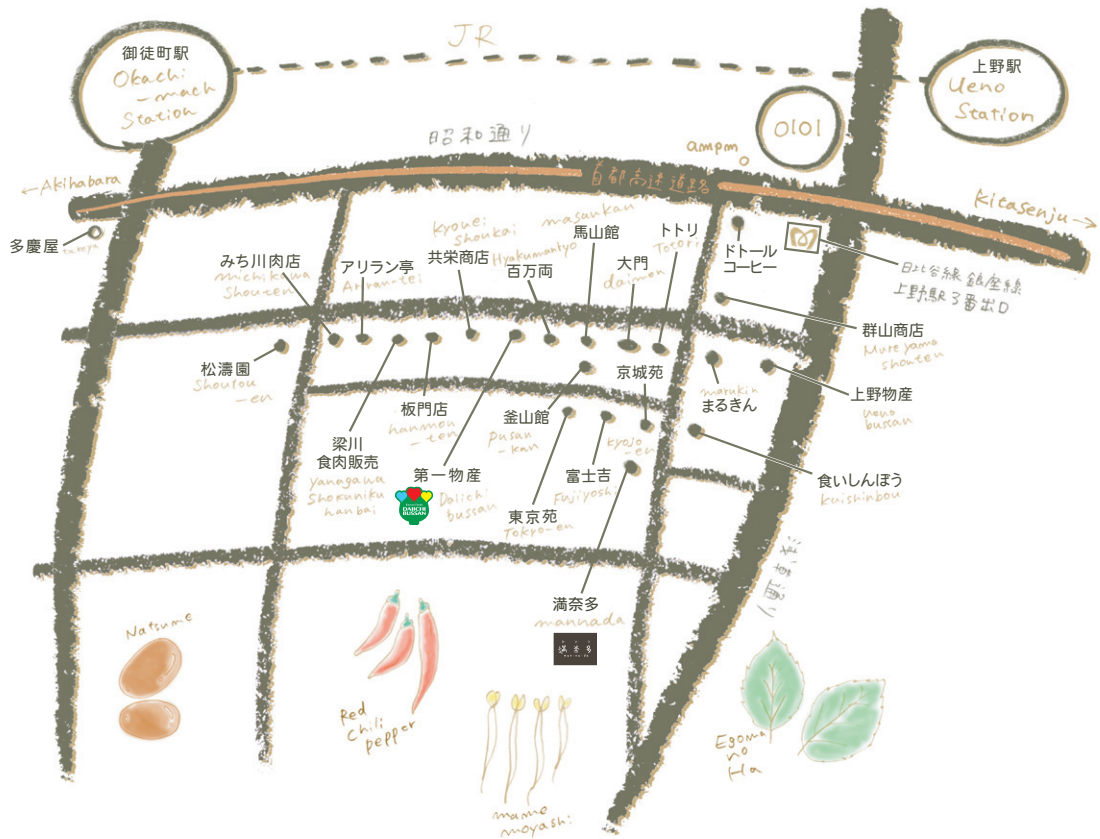 御徒町駅
Okachi
-mach
Station
JR
上野駅
Ueno
Station
0101
昭和通り
ampm
首都高速道路
←Akihabara
Kitasenju→
多慶屋
takeya
みち川肉店
michikawa
Shouten
アリラン亭
Ariran-tei
Kyouei
Shoukai
共栄商店
Hyakumantyo
百万両
masankan
馬山館
大門
daimon
トトリ
Totori
ドトール
コーヒー
日比谷線 銀座線
上野駅3番出口
群山商店
Mureyama
shouten
松濤園
Shoutou
-en
板門店
hanmon
-ten
梁川
食肉販売
yanagawa
Shokuniku
hanbai
第一物産
Daiichi
bussan
DAIICHI
BUSSAN
釜山館
pusan
-kan
京城苑
kyojo
-en
marukin
まるきん
上野物産
ueno
bussan
富士吉
Fujiyoshi
東京苑
Tokyo-en
食いしんぼう
kuishinbou
満奈多
mannada
満奈多
浅草通り
Natsume
Red
Chili
pepper
mame
moyashi
Egoma
no
Ha